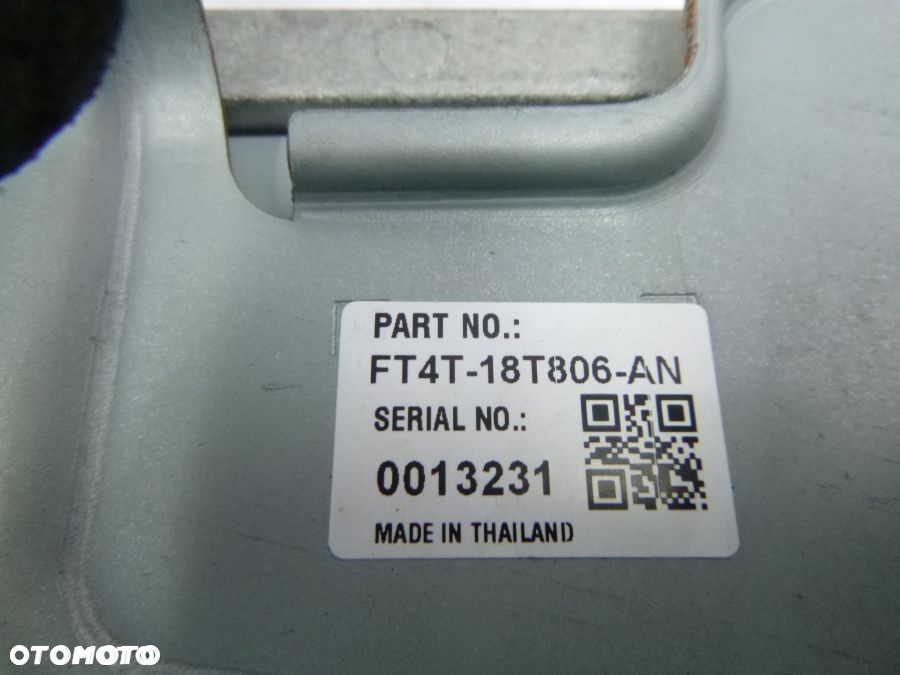 PART NO.:
FT4T-18T806-AN
SERIAL NO.:
0013231
MADE IN THAILAND
OTOMOTO